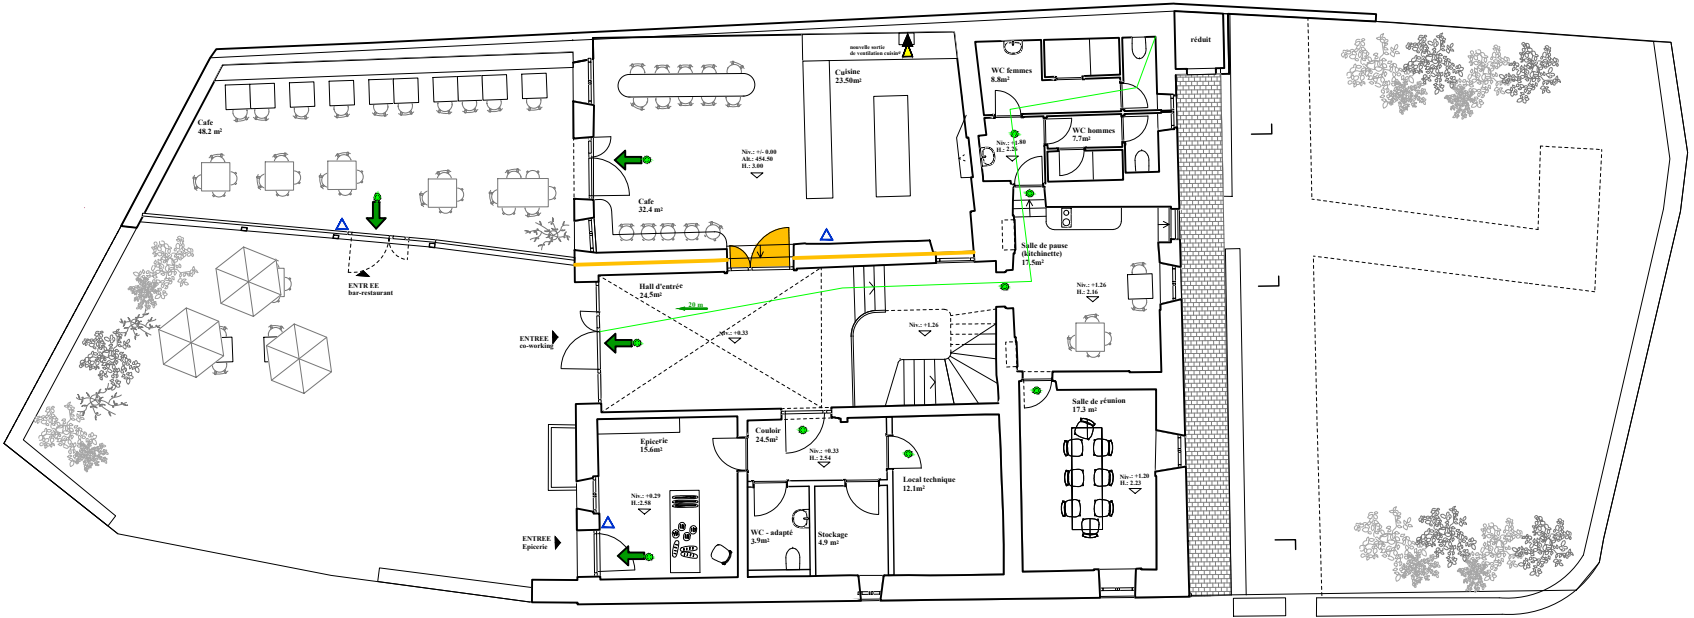 réduit
nouvelle sortie
de ventilation cuisine
Cuisine
23.50m²
WC femmes
8.8m²
Cafe
48.2 m²
WC hommes
7.7m²
Niv.: +1.80
H.: 2.26
Niv.: +/- 0.00
Alt.: 454.50
H.: 3.00
Cafe
32.4 m²
Salle de pause
(kitchinette)
17.5m²
ENTREE
bar-restaurant
Hall d'entrée
24,5m²
Niv.: +1.26
H.: 2.16
20 m
Niv.: +0.33
Niv.: +1.26
ENTREE
co-working
Salle de réunion
17.3 m²
Epicerie
15.6m²
Couloir
24.5m²
Niv.: +0.33
H.: 2.54
Local technique
12.1m²
Niv.: +1.20
H.: 2.23
Niv.: +0.29
H.:2.58
WC - adapté
3.9m²
Stockage
4.9 m²
ENTREE
Epicerie